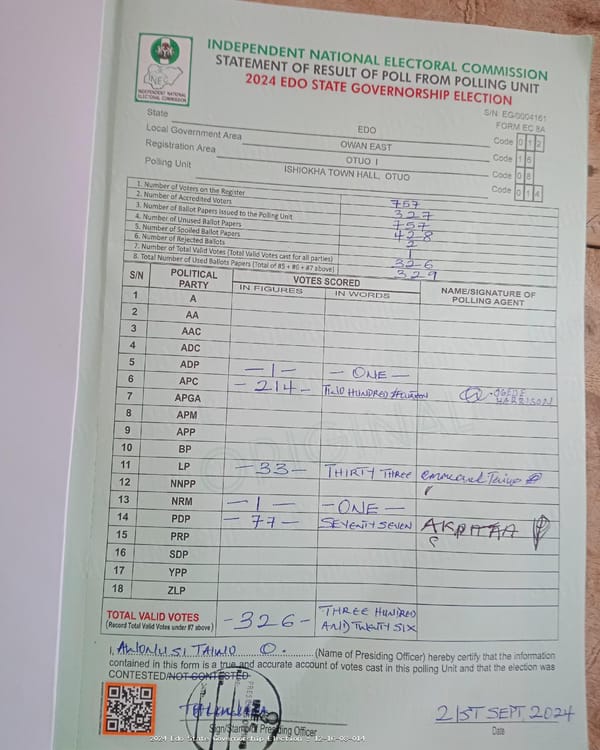 INDEPENDENT NATIONAL ELECTORAL COMMISSION
STATEMENT OF RESULT OF POLL FROM POLLING UNIT
2024 EDO STATE GOVERNORSHIP ELECTION
INEC
INDEPENDENT NATIONAL
ELECTORAL COMMISSION
S/N. EG/0004161
FORM EC 8A
State EDO Code 0 1 2
Local Government Area OWAN EAST Code 1 6
Registration Area OTUO I Code 0 8
Polling Unit ISHIOKHA TOWN HALL, OTUO Code 0 1 4
1. Number of Voters on the Register 757
2. Number of Accredited Voters 327
3. Number of Ballot Papers Issued to the Polling Unit 757
4. Number of Unused Ballot Papers 428
5. Number of Spoiled Ballot Papers 2
6. Number of Rejected Ballots 1
7. Number of Total Valid Votes (Total Valid Votes cast for all parties) 326
8. Total Number of Used Ballots Papers (Total of #5 + #6 + #7 above) 329
S/N POLITICAL PARTY VOTES SCORED NAME/SIGNATURE OF POLLING AGENT
IN FIGURES IN WORDS
1 A
2 AA
3 AAC
4 ADC
5 ADP -1- -ONE-
6 APC -214- TWO HUNDRED OGEDE HARRISON
7 APGA
8 APM
9 APP
10 BP
11 LP -33- THIRTY THREE
12 NNPP
13 NRM -1- -ONE-
14 PDP -77- SEVENTY SEVEN
15 PRP
16 SDP
17 YPP
18 ZLP
ORIGINAL
TOTAL VALID VOTES -326- THREE HUNDRED AND TWENTY SIX
(Record Total Valid Votes under #7 above)
I, TAIWO O. (Name of Presiding Officer) hereby certify that the information
contained in this form is a true and accurate account of votes cast in this polling Unit and that the election was
CONTESTED/NOT CONTESTED
21ST SEPT, 2024
Sign/Stamp of Presiding Officer Date
2024 Edo State Governorship Election - 12-16-08-014